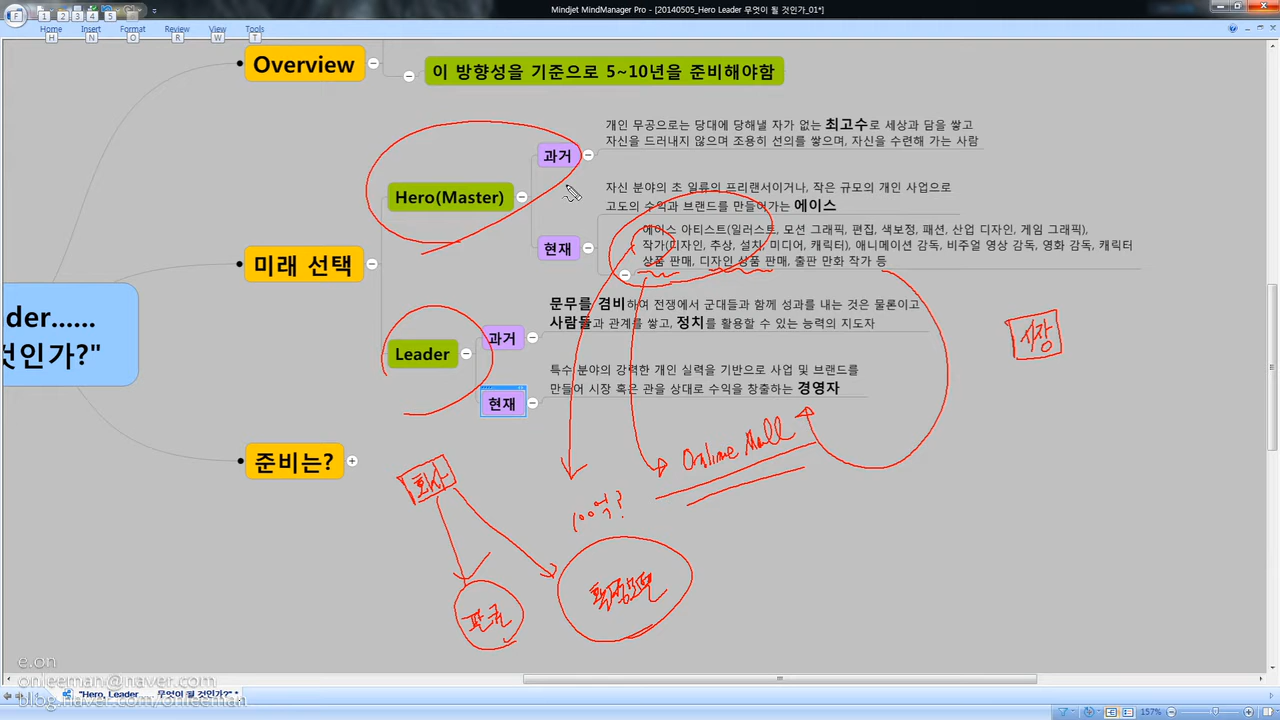 Mindjet MindManager Pro - [20140505_Hero Leader 무엇이 될 것인가_01*]
F 1 2 3 4 5
Home Insert Format Review View Tools
H N O R W T
Overview
이 방향성을 기준으로 5~10년을 준비해야함
개인 무공으로는 당대에 당해낼 자가 없는 최고수로 세상과 담을 쌓고
과거
자신을 드러내지 않으며 조용히 선의를 쌓으며, 자신을 수련해 가는 사람
Hero(Master)
자신 분야의 초 일류의 프리랜서이거나, 작은 규모의 개인 사업으로
고도의 수익과 브랜드를 만들어가는 에이스
현재
에이스 아티스트(일러스트, 모션 그래픽, 편집, 색보정, 패션, 산업 디자인, 게임 그래픽),
작가(디자인, 추상, 설치, 미디어, 캐릭터), 애니메이션 감독, 비주얼 영상 감독, 영화 감독, 캐릭터
상품 판매, 디자인 상품 판매, 출판 만화 작가 등
미래 선택
문무를 겸비하여 전쟁에서 군대들과 함께 성과를 내는 것은 물론이고
과거
사람들과 관계를 쌓고, 정치를 활용할 수 있는 능력의 지도자
Leader
특수 분야의 강력한 개인 실력을 기반으로 사업 및 브랜드를
만들어 시장 혹은 관을 상대로 수익을 창출하는 경영자
현재
der......
것인가?"
준비는?
시장
Online Mall
회사
100억?
e.on
onleeman@naver.com
blog.naver.com/onleeman
"Hero, Leader...... 무엇이 될 것인가?"*
157%